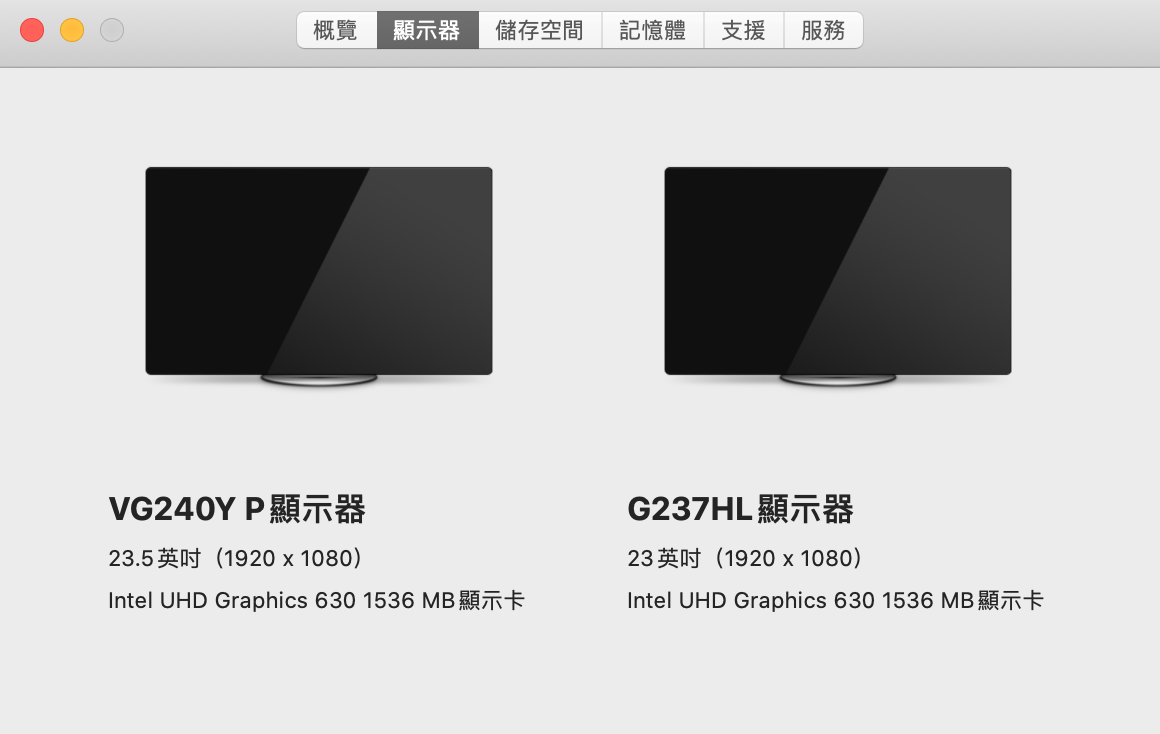 概覽 顯示器 儲存空間 記憶體 支援 服務
VG240Y P顯示器
23.5英吋（1920 x 1080）
Intel UHD Graphics 630 1536 MB顯示卡
G237HL顯示器
23英吋（1920 x 1080）
Intel UHD Graphics 630 1536 MB顯示卡